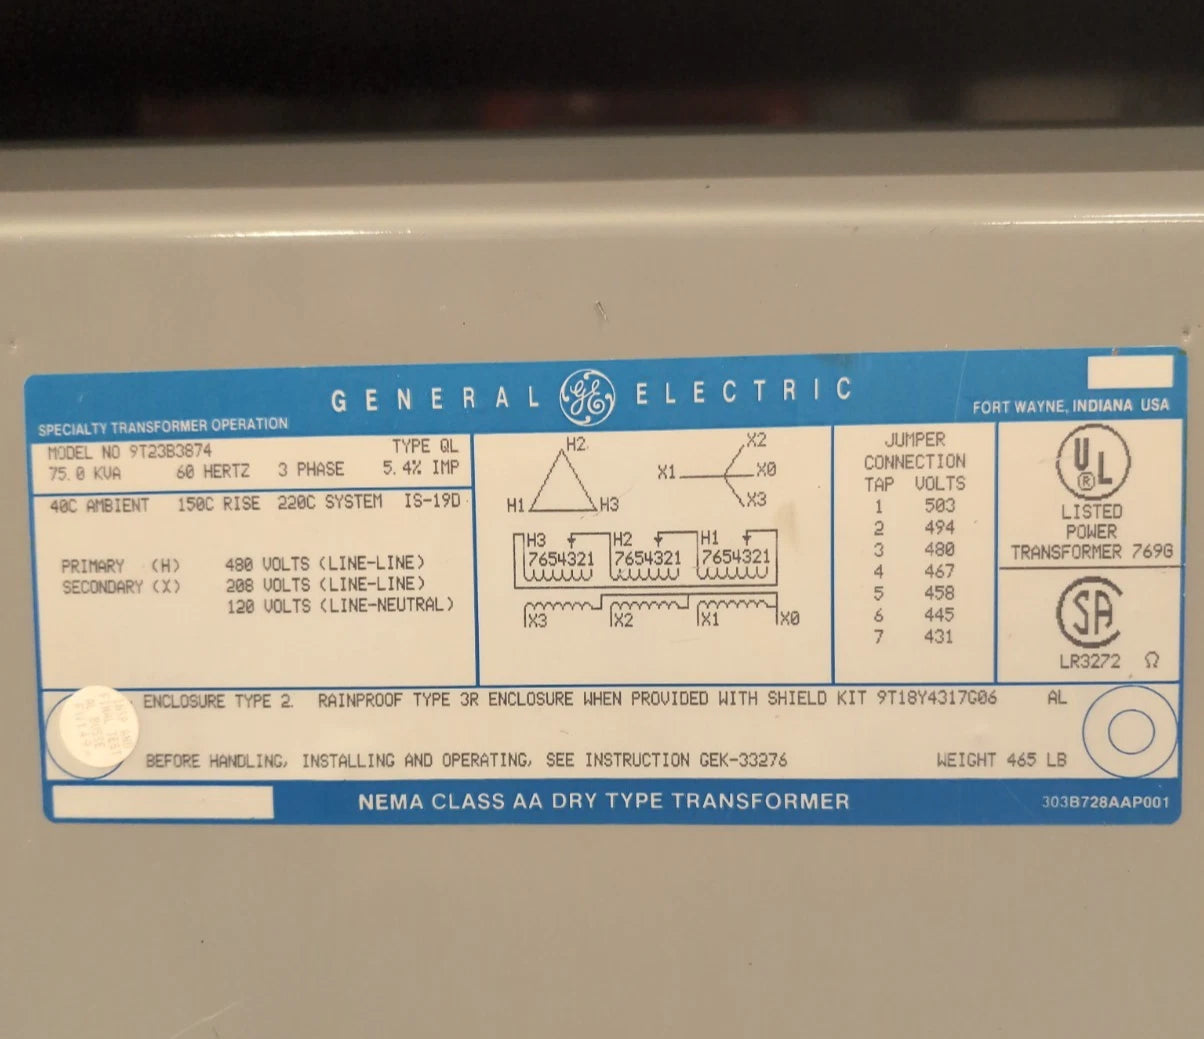 GENERAL GE ELECTRIC
SPECIALTY TRANSFORMER OPERATION
FORT WAYNE, INDIANA USA
MODEL NO 9T23B3874 TYPE QL
75.0 KVA 60 HERTZ 3 PHASE 5.4% IMP
40C AMBIENT 150C RISE 220C SYSTEM IS-19D
PRIMARY (H) 480 VOLTS (LINE-LINE)
SECONDARY (X) 208 VOLTS (LINE-LINE)
120 VOLTS (LINE-NEUTRAL)
H2
H1 H3
X2
X1 X0
X3
H3 H2 H1
7654321 7654321 7654321
X3 X2 X1 X0
JUMPER
CONNECTION
TAP VOLTS
1 503
2 494
3 480
4 467
5 458
6 445
7 431
UL ®
LISTED
POWER
TRANSFORMER 769G
SA
LR3272 Ω
ENCLOSURE TYPE 2. RAINPROOF TYPE 3R ENCLOSURE WHEN PROVIDED WITH SHIELD KIT 9T18Y4317G06 AL
BEFORE HANDLING, INSTALLING AND OPERATING, SEE INSTRUCTION GEK-33276 WEIGHT 465 LB
FINAL TEST
NEMA CLASS AA DRY TYPE TRANSFORMER
303B728AAP001